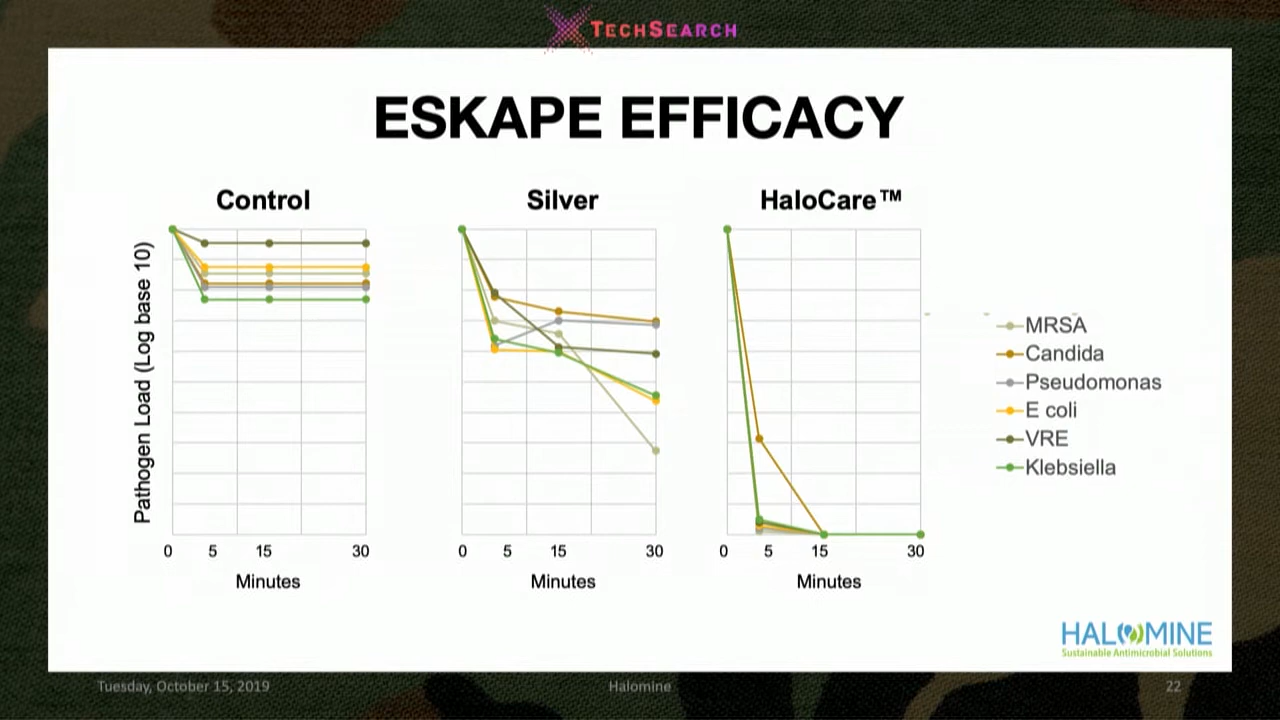 TECHSEARCH
ESKAPE EFFICACY
Control
Silver
HaloCare™
Pathogen Load (Log base 10)
0 5 15 30
0 5 15 30
0 5 15 30
Minutes
Minutes
Minutes
MRSA
Candida
Pseudomonas
E coli
VRE
Klebsiella
HALOMINE
Sustainable Antimicrobial Solutions
Tuesday, October 15, 2019
Halomine
22